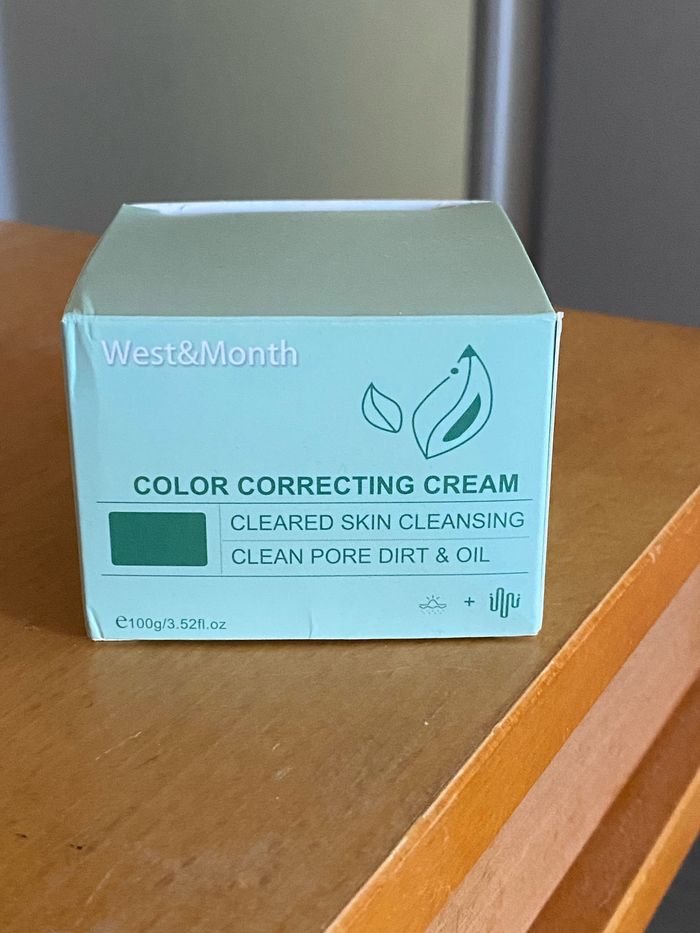 West&Month
COLOR CORRECTING CREAM
CLEARED SKIN CLEANSING
CLEAN PORE DIRT & OIL
+
℮100g/3.52fl.oz